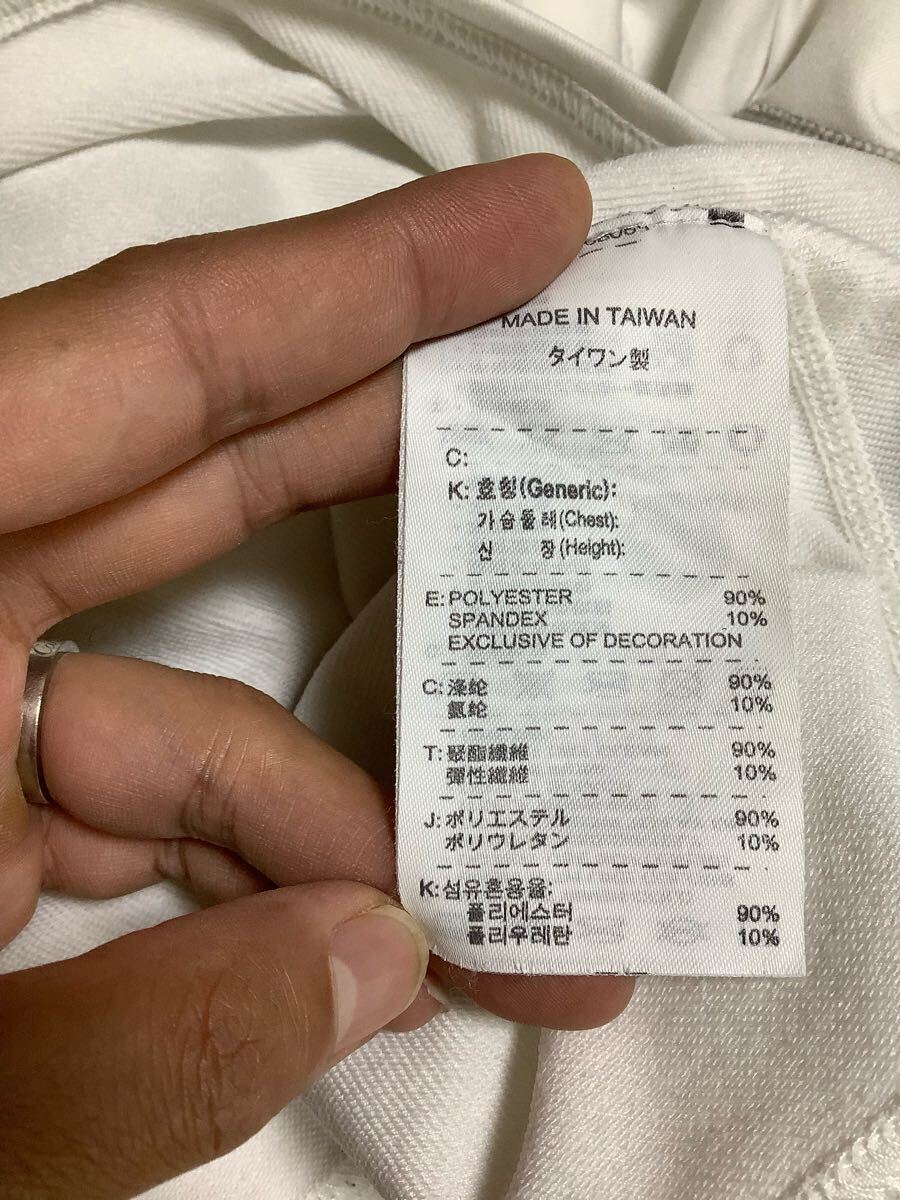 MADE IN TAIWAN
タイワン製
C:
K:호칭(Generic):
가슴둘레(Chest):
신 장(Height):
E: POLYESTER 90%
SPANDEX 10%
EXCLUSIVE OF DECORATION
C: 涤纶 90%
氨纶 10%
T: 聚酯纖維 90%
彈性纖維 10%
J: ポリエステル 90%
ポリウレタン 10%
K: 섬유혼용율:
폴리에스터 90%
폴리우레탄 10%